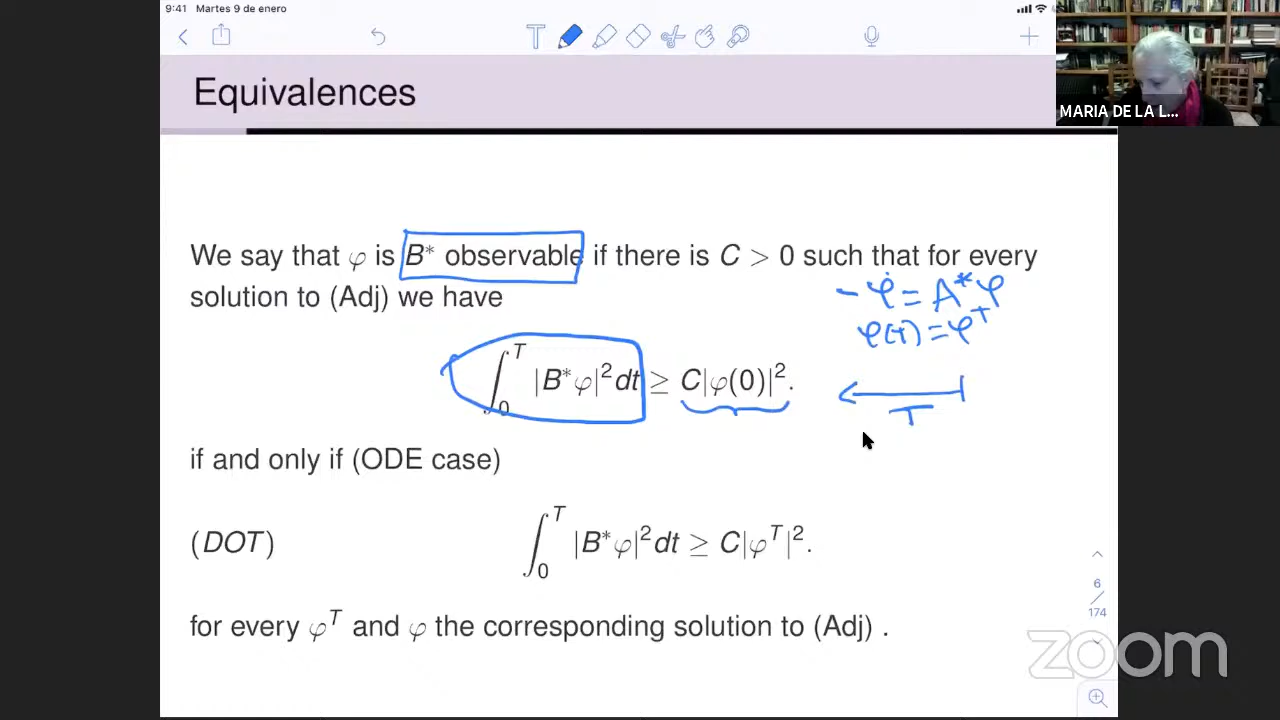 9:41 Martes 9 de enero
Equivalences
MARIA DE LA L...
We say that φ is B* observable if there is C > 0 such that for every
solution to (Adj) we have
-φ̇ = A*φ
φ(T) = φ^T
∫₀ᵀ |B*φ|² dt ≥ C|φ(0)|².
T
if and only if (ODE case)
(DOT) ∫₀ᵀ |B*φ|² dt ≥ C|φ^T|².
for every φ^T and φ the corresponding solution to (Adj) .
6
/
174
zoom